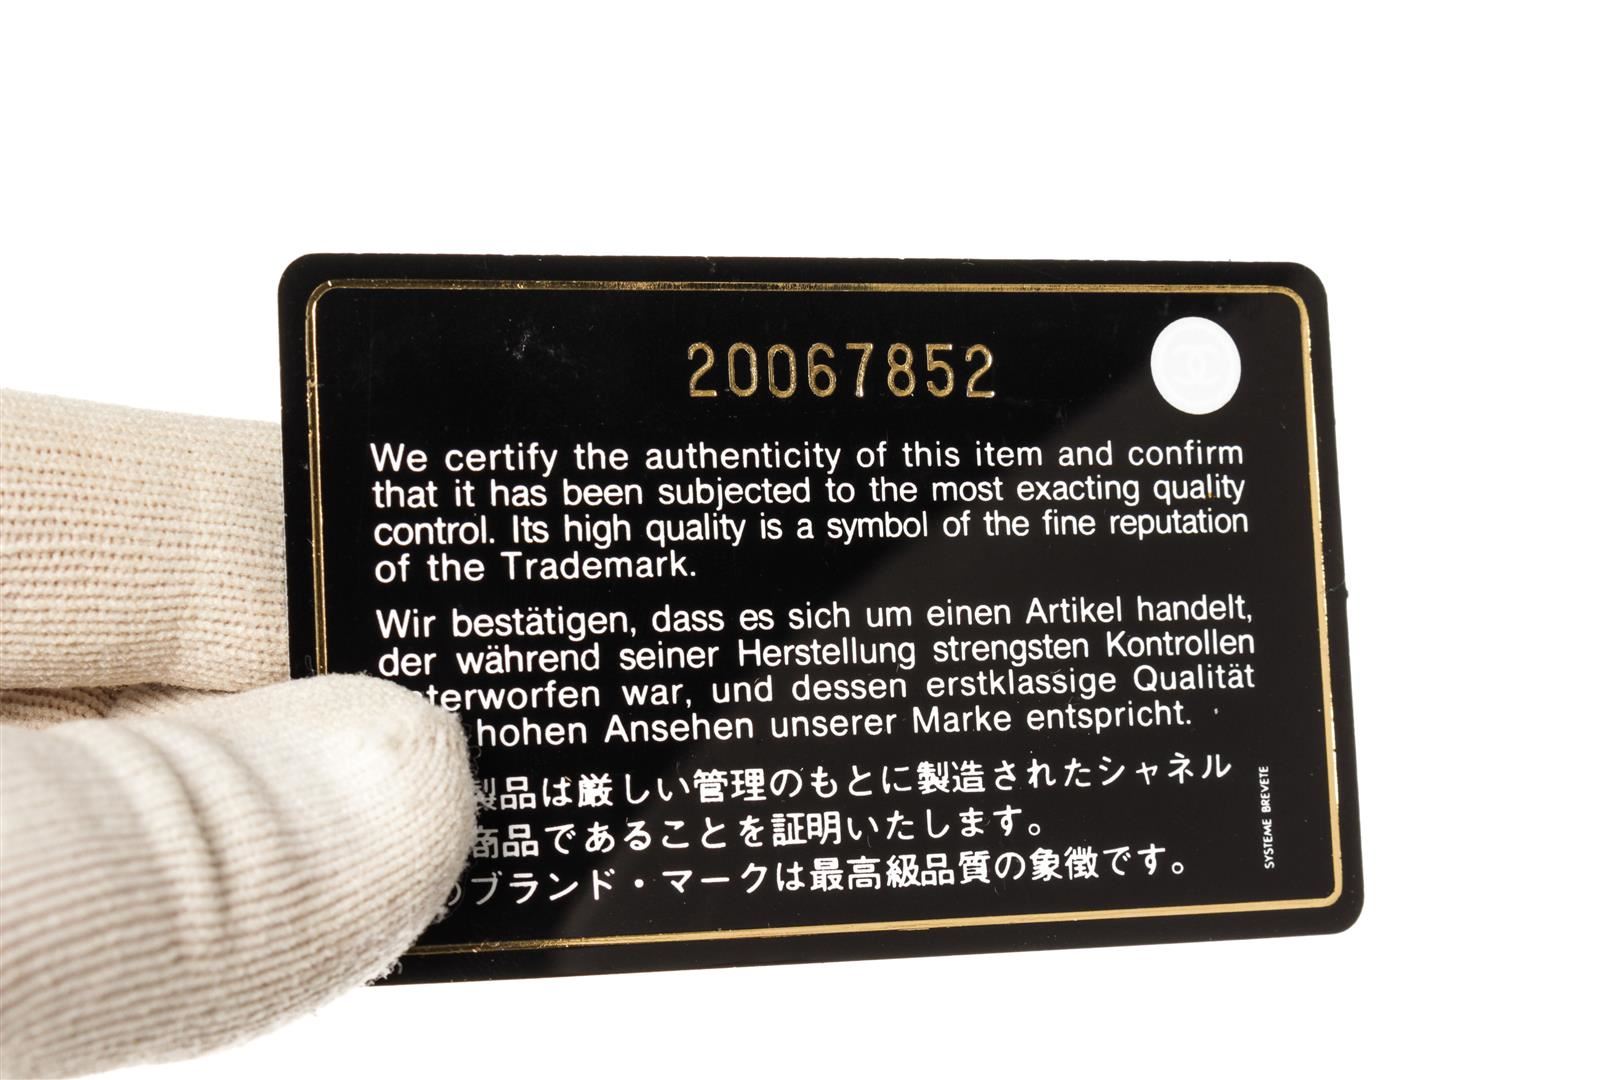 20067852
We certify the authenticity of this item and confirm
that it has been subjected to the most exacting quality
control. Its high quality is a symbol of the fine reputation
of the Trademark.
Wir bestätigen, dass es sich um einen Artikel handelt,
der während seiner Herstellung strengsten Kontrollen
war, und dessen erstklassige Qualität
hohen Ansehen unserer Marke entspricht.
製品は厳しい管理のもとに製造されたシャネル
商品であることを証明いたします。
のブランド・マークは最高級品質の象徴です。
SYSTEME BREVETE